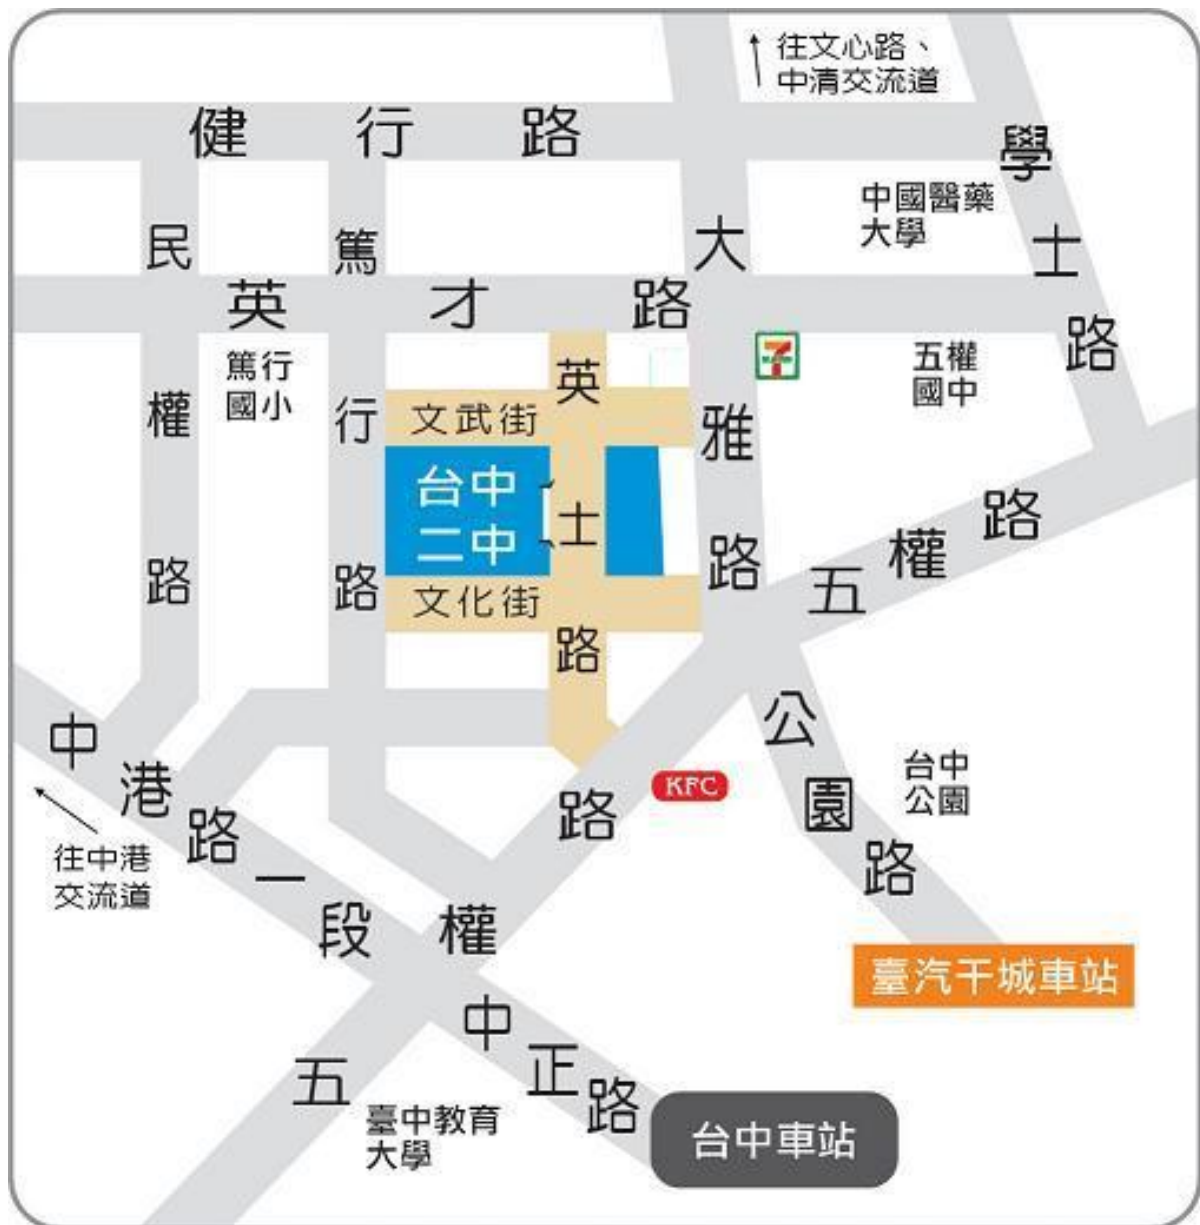 往文心路、
中清交流道
健行路
學士路
中國醫藥
大學
民權路
篤行路
大雅路
英才路
篤行
國小
英士路
7
五權
國中
文武街
台中
二中
文化街
五權路
公園路
台中
公園
KFC
中港路一段
往中港
交流道
五權路
臺汽干城車站
中正路
臺中教育
大學
台中車站